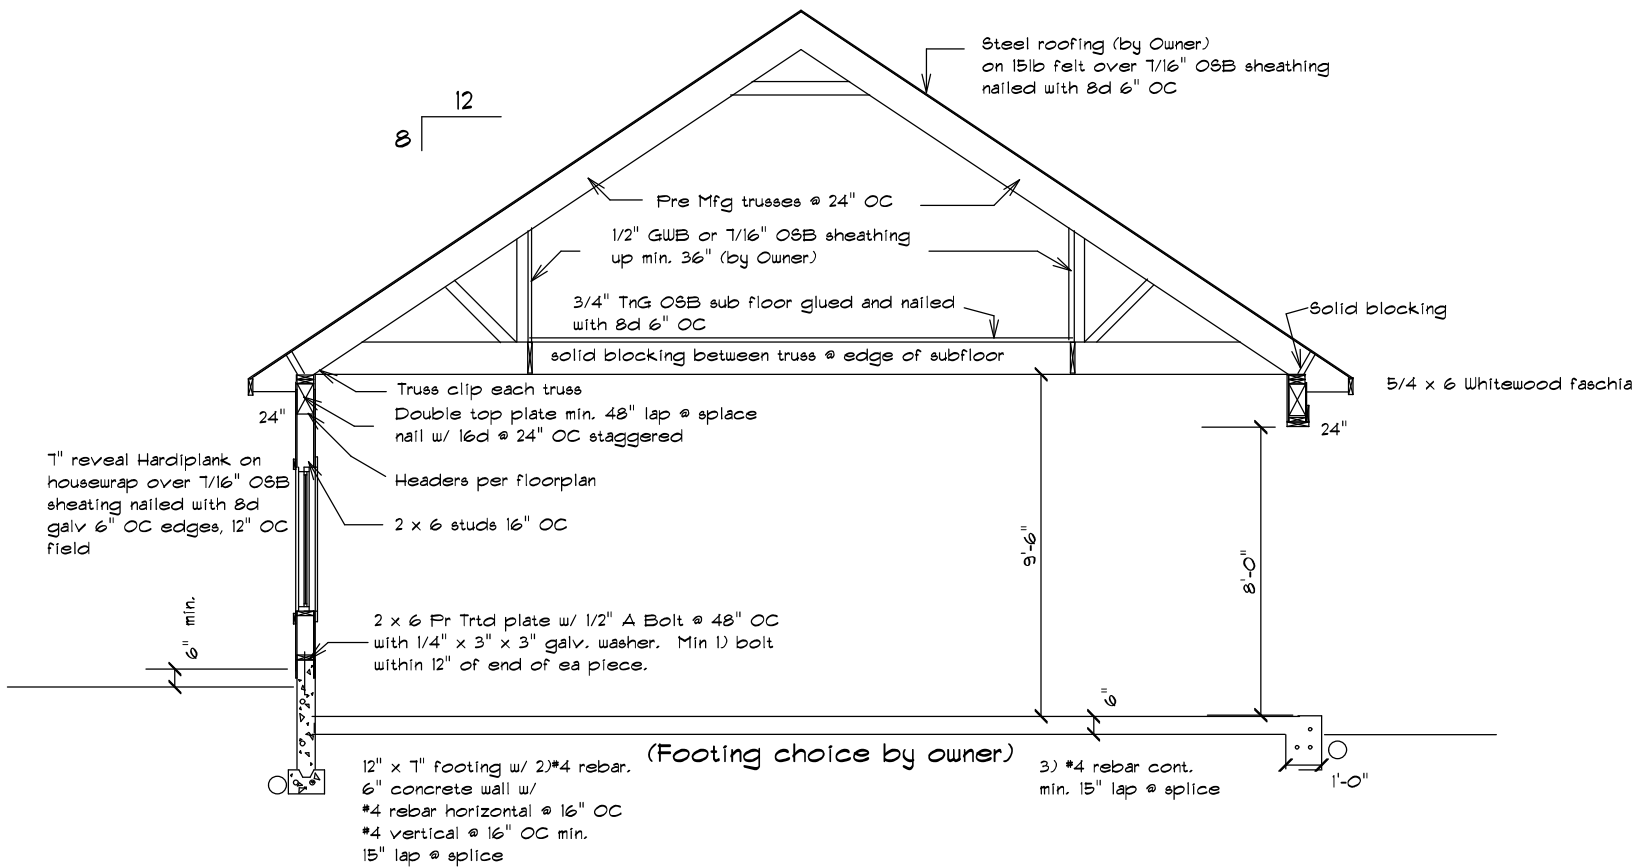 Steel roofing (by Owner)
on 15lb felt over 7/16" OSB sheathing
nailed with 8d 6" OC
12
8
Pre Mfg trusses @ 24" OC
1/2" GWB or 7/16" OSB sheathing
up min. 36" (by Owner)
3/4" TnG OSB sub floor glued and nailed
with 8d 6" OC
Solid blocking
solid blocking between truss @ edge of subfloor
5/4 x 6 Whitewood faschia
Truss clip each truss
24"
Double top plate min. 48" lap @ splace
nail w/ 16d @ 24" OC staggered
24"
7" reveal Hardiplank on
housewrap over 7/16" OSB
sheating nailed with 8d
galv 6" OC edges, 12" OC
field
Headers per floorplan
2 x 6 studs 16" OC
9'-6"
8'-0"
6" min.
2 x 6 Pr Trtd plate w/ 1/2" A Bolt @ 48" OC
with 1/4" x 3" x 3" galv. washer. Min 1) bolt
within 12" of end of ea piece.
6"
(Footing choice by owner)
12" x 7" footing w/ 2)#4 rebar.
6" concrete wall w/
#4 rebar horizontal @ 16" OC
#4 vertical @ 16" OC min.
15" lap @ splice
3) #4 rebar cont.
min. 15" lap @ splice
1'-0"